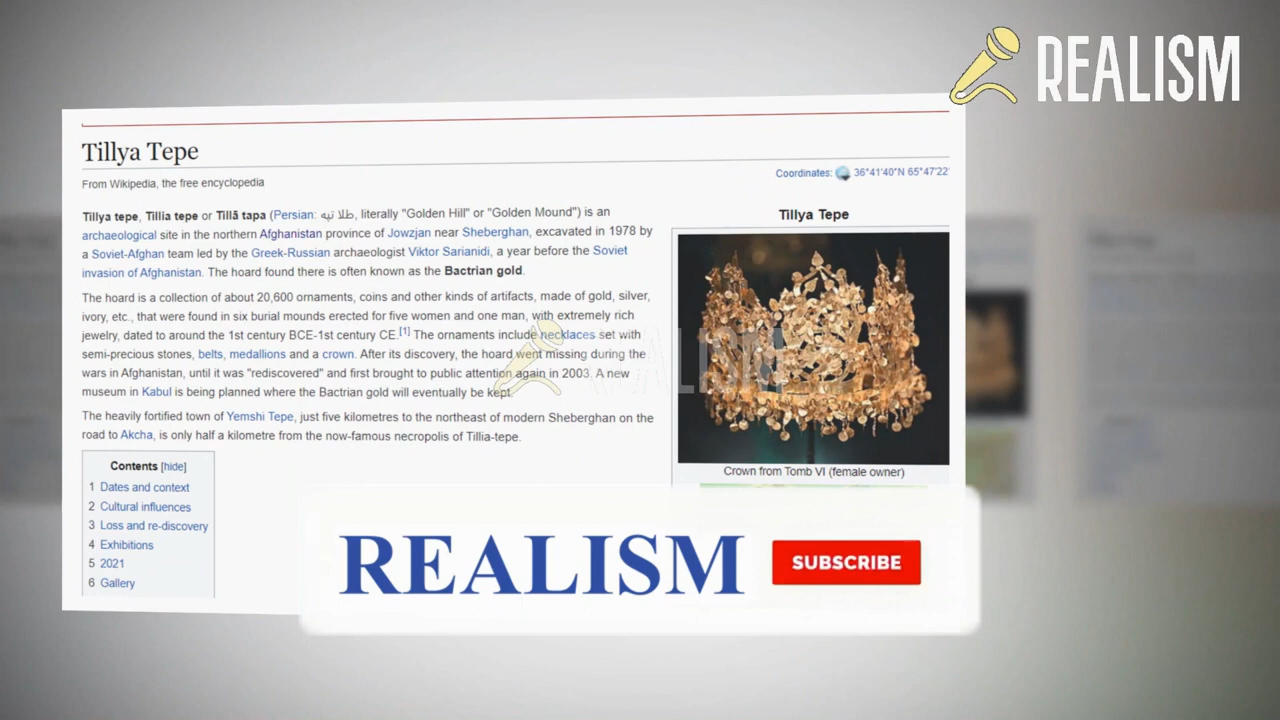 REALISM
Tillya Tepe
From Wikipedia, the free encyclopedia
Coordinates: 36°41′40″N 65°47′22″
Tillya tepe, Tillia tepe or Tillā tapa (Persian: طلا تپه, literally "Golden Hill" or "Golden Mound") is an
archaeological site in the northern Afghanistan province of Jowzjan near Sheberghan, excavated in 1978 by
a Soviet-Afghan team led by the Greek-Russian archaeologist Viktor Sarianidi, a year before the Soviet
invasion of Afghanistan. The hoard found there is often known as the Bactrian gold.
The hoard is a collection of about 20,600 ornaments, coins and other kinds of artifacts, made of gold, silver,
ivory, etc., that were found in six burial mounds erected for five women and one man, with extremely rich
jewelry, dated to around the 1st century BCE-1st century CE.[1] The ornaments include necklaces set with
semi-precious stones, belts, medallions and a crown. After its discovery, the hoard went missing during the
wars in Afghanistan, until it was "rediscovered" and first brought to public attention again in 2003. A new
museum in Kabul is being planned where the Bactrian gold will eventually be kept.
The heavily fortified town of Yemshi Tepe, just five kilometres to the northeast of modern Sheberghan on the
road to Akcha, is only half a kilometre from the now-famous necropolis of Tillia-tepe.
Tillya Tepe
Crown from Tomb VI (female owner)
REALISM
Contents [hide]
1 Dates and context
2 Cultural influences
3 Loss and re-discovery
4 Exhibitions
5 2021
6 Gallery
REALISM
SUBSCRIBE